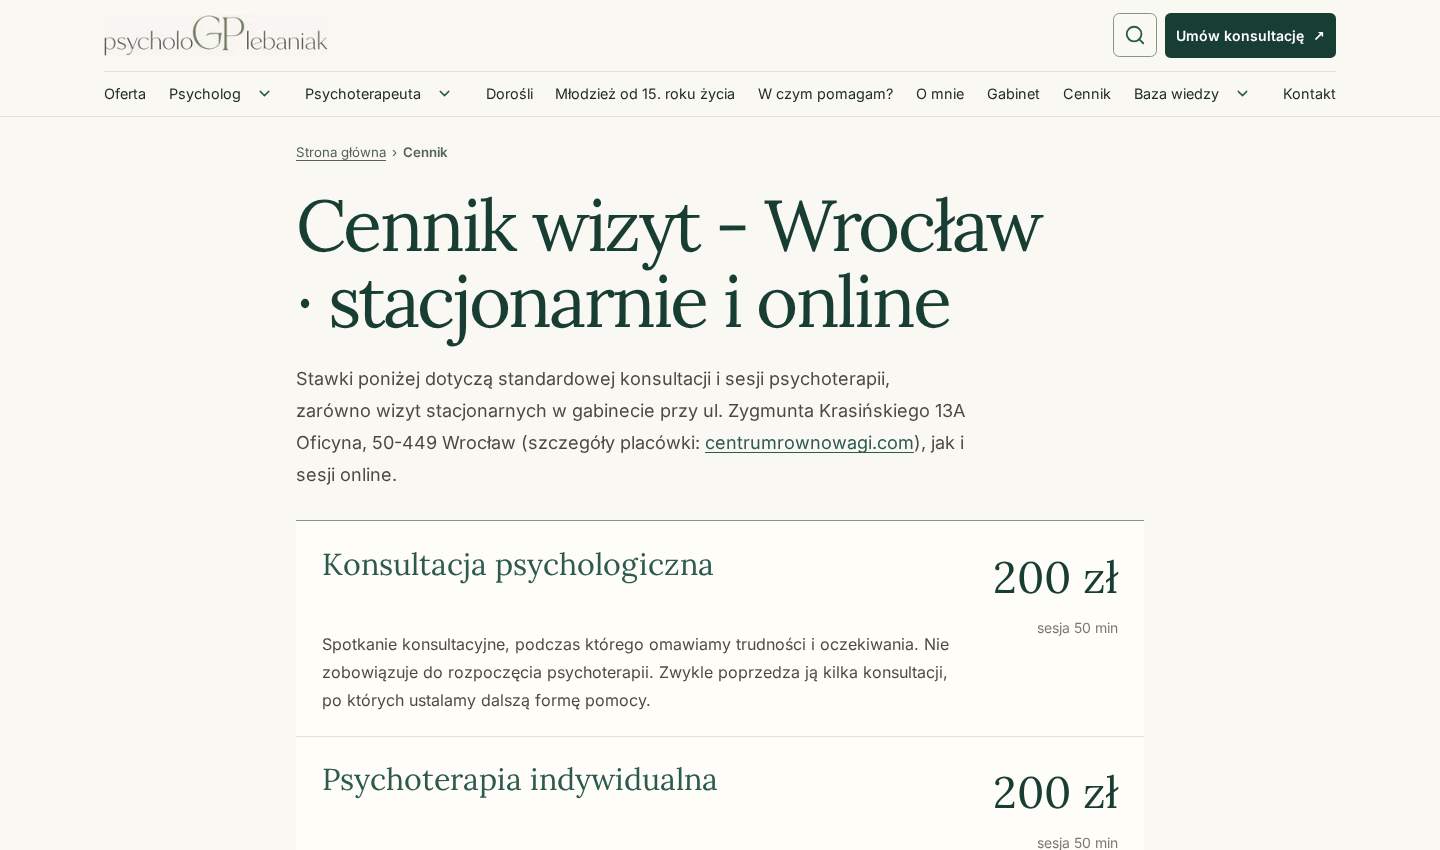 psycholoGPlebaniak
Umów konsultację ↗
Oferta Psycholog Psychoterapeuta Dorośli Młodzież od 15. roku życia W czym pomagam? O mnie Gabinet Cennik Baza wiedzy Kontakt
Strona główna › Cennik
Cennik wizyt – Wrocław
· stacjonarnie i online
Stawki poniżej dotyczą standardowej konsultacji i sesji psychoterapii,
zarówno wizyt stacjonarnych w gabinecie przy ul. Zygmunta Krasińskiego 13A
Oficyna, 50-449 Wrocław (szczegóły placówki: centrumrownowagi.com), jak i
sesji online.
Konsultacja psychologiczna
200 zł
sesja 50 min
Spotkanie konsultacyjne, podczas którego omawiamy trudności i oczekiwania. Nie
zobowiązuje do rozpoczęcia psychoterapii. Zwykle poprzedza ją kilka konsultacji,
po których ustalamy dalszą formę pomocy.
Psychoterapia indywidualna
200 zł
sesja 50 min